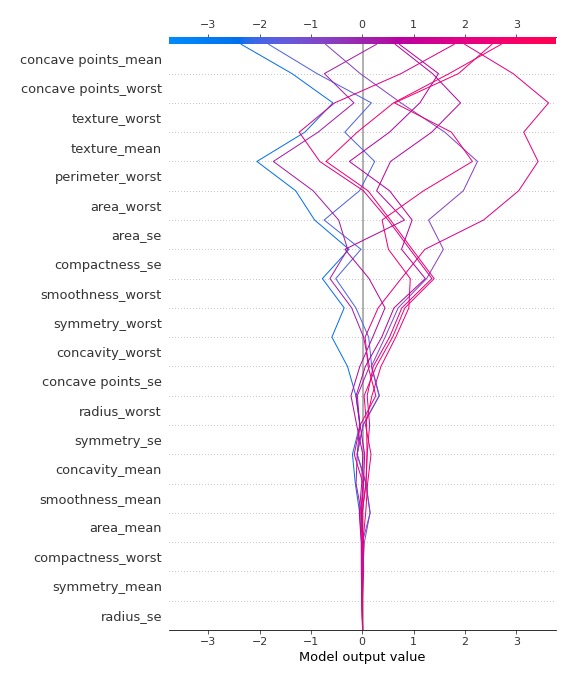 −3 −2 −1 0 1 2 3
concave points_mean
concave points_worst
texture_worst
texture_mean
perimeter_worst
area_worst
area_se
compactness_se
smoothness_worst
symmetry_worst
concavity_worst
concave points_se
radius_worst
symmetry_se
concavity_mean
smoothness_mean
area_mean
compactness_worst
symmetry_mean
radius_se
−3 −2 −1 0 1 2 3
Model output value